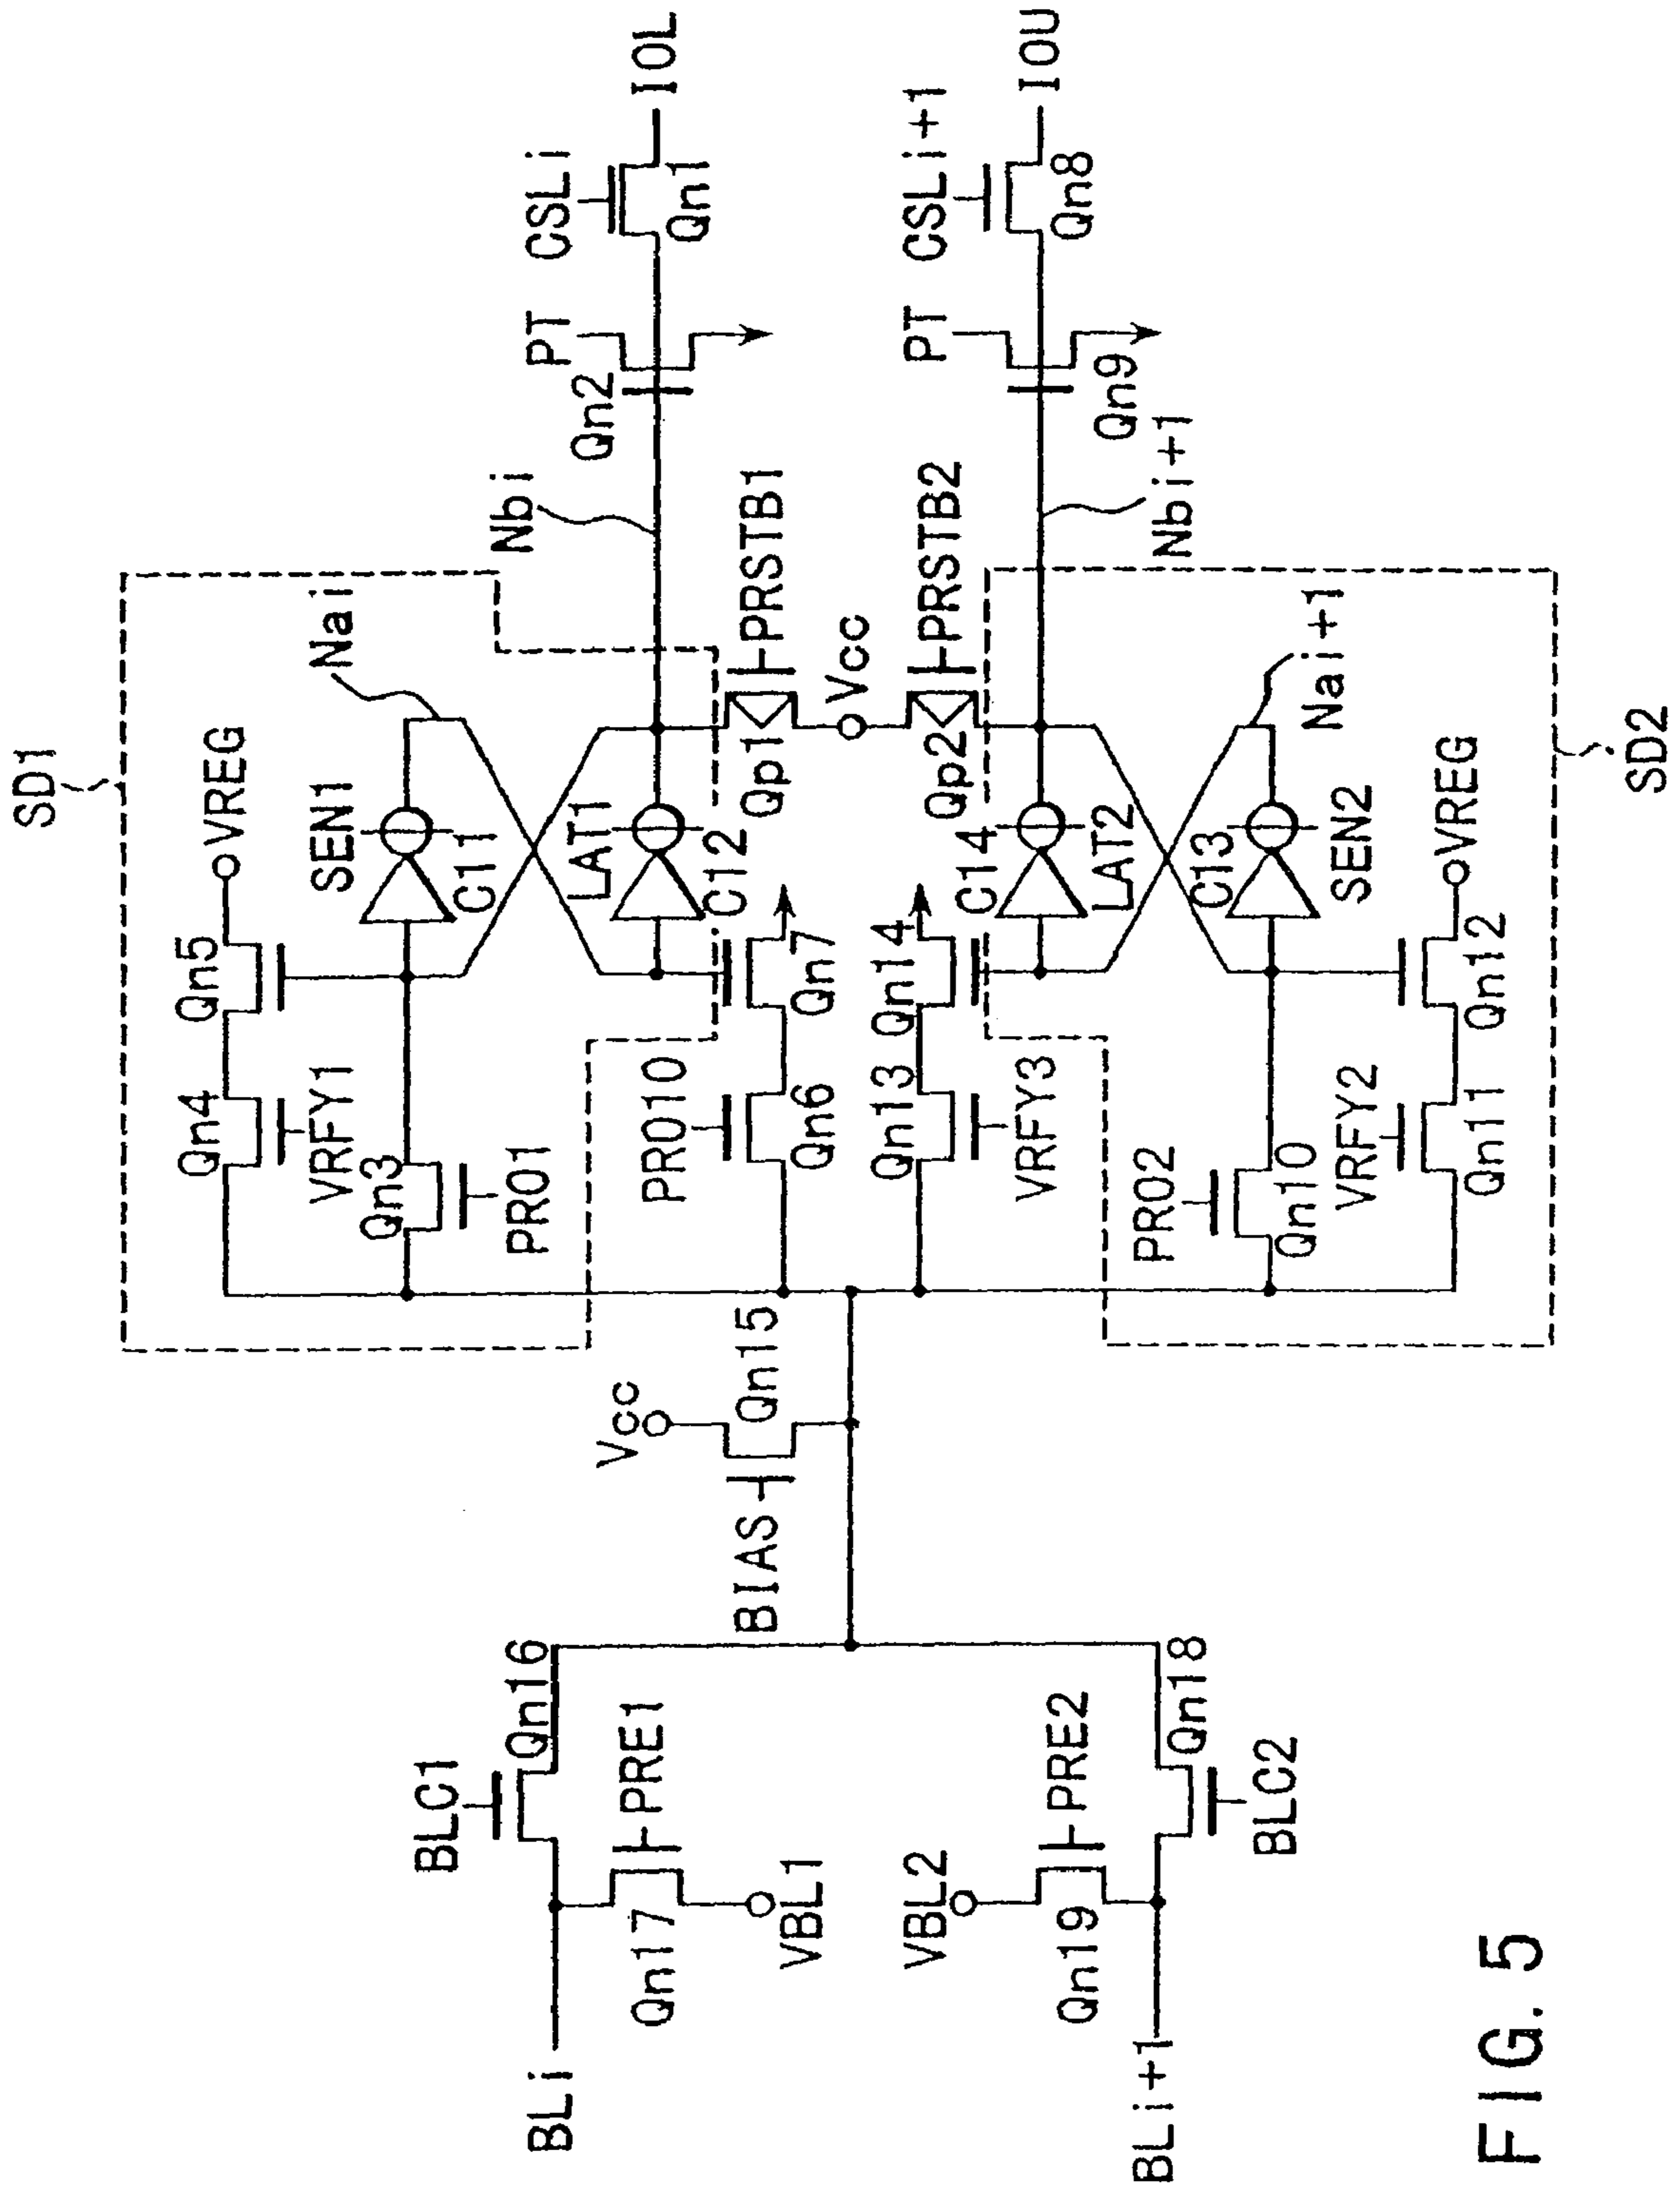 SD1
SEN1
VREG
Nai
Qn5
C11
Qn4
VRFY1
Qn3
PRO1
LAT1
C12
Nbi
Qn2
PT
CSLi
Qn1
IOL
PRO10
Qn6
Qn7
Qp1
PRSTB1
Vcc
Qp2
PRSTB2
Qn13
Qn14
VRFY3
C14
LAT2
Nbi+1
Qn9
PT
CSLi+1
Qn8
IOU
PRO2
Qn10
C13
SEN2
Nai+1
VRFY2
Qn11
Qn12
VREG
SD2
Vcc
BIAS
Qn15
BLC1
Qn16
PRE1
Qn17
VBL1
BLi
VBL2
PRE2
Qn19
Qn18
BLC2
BLi+1
FIG. 5